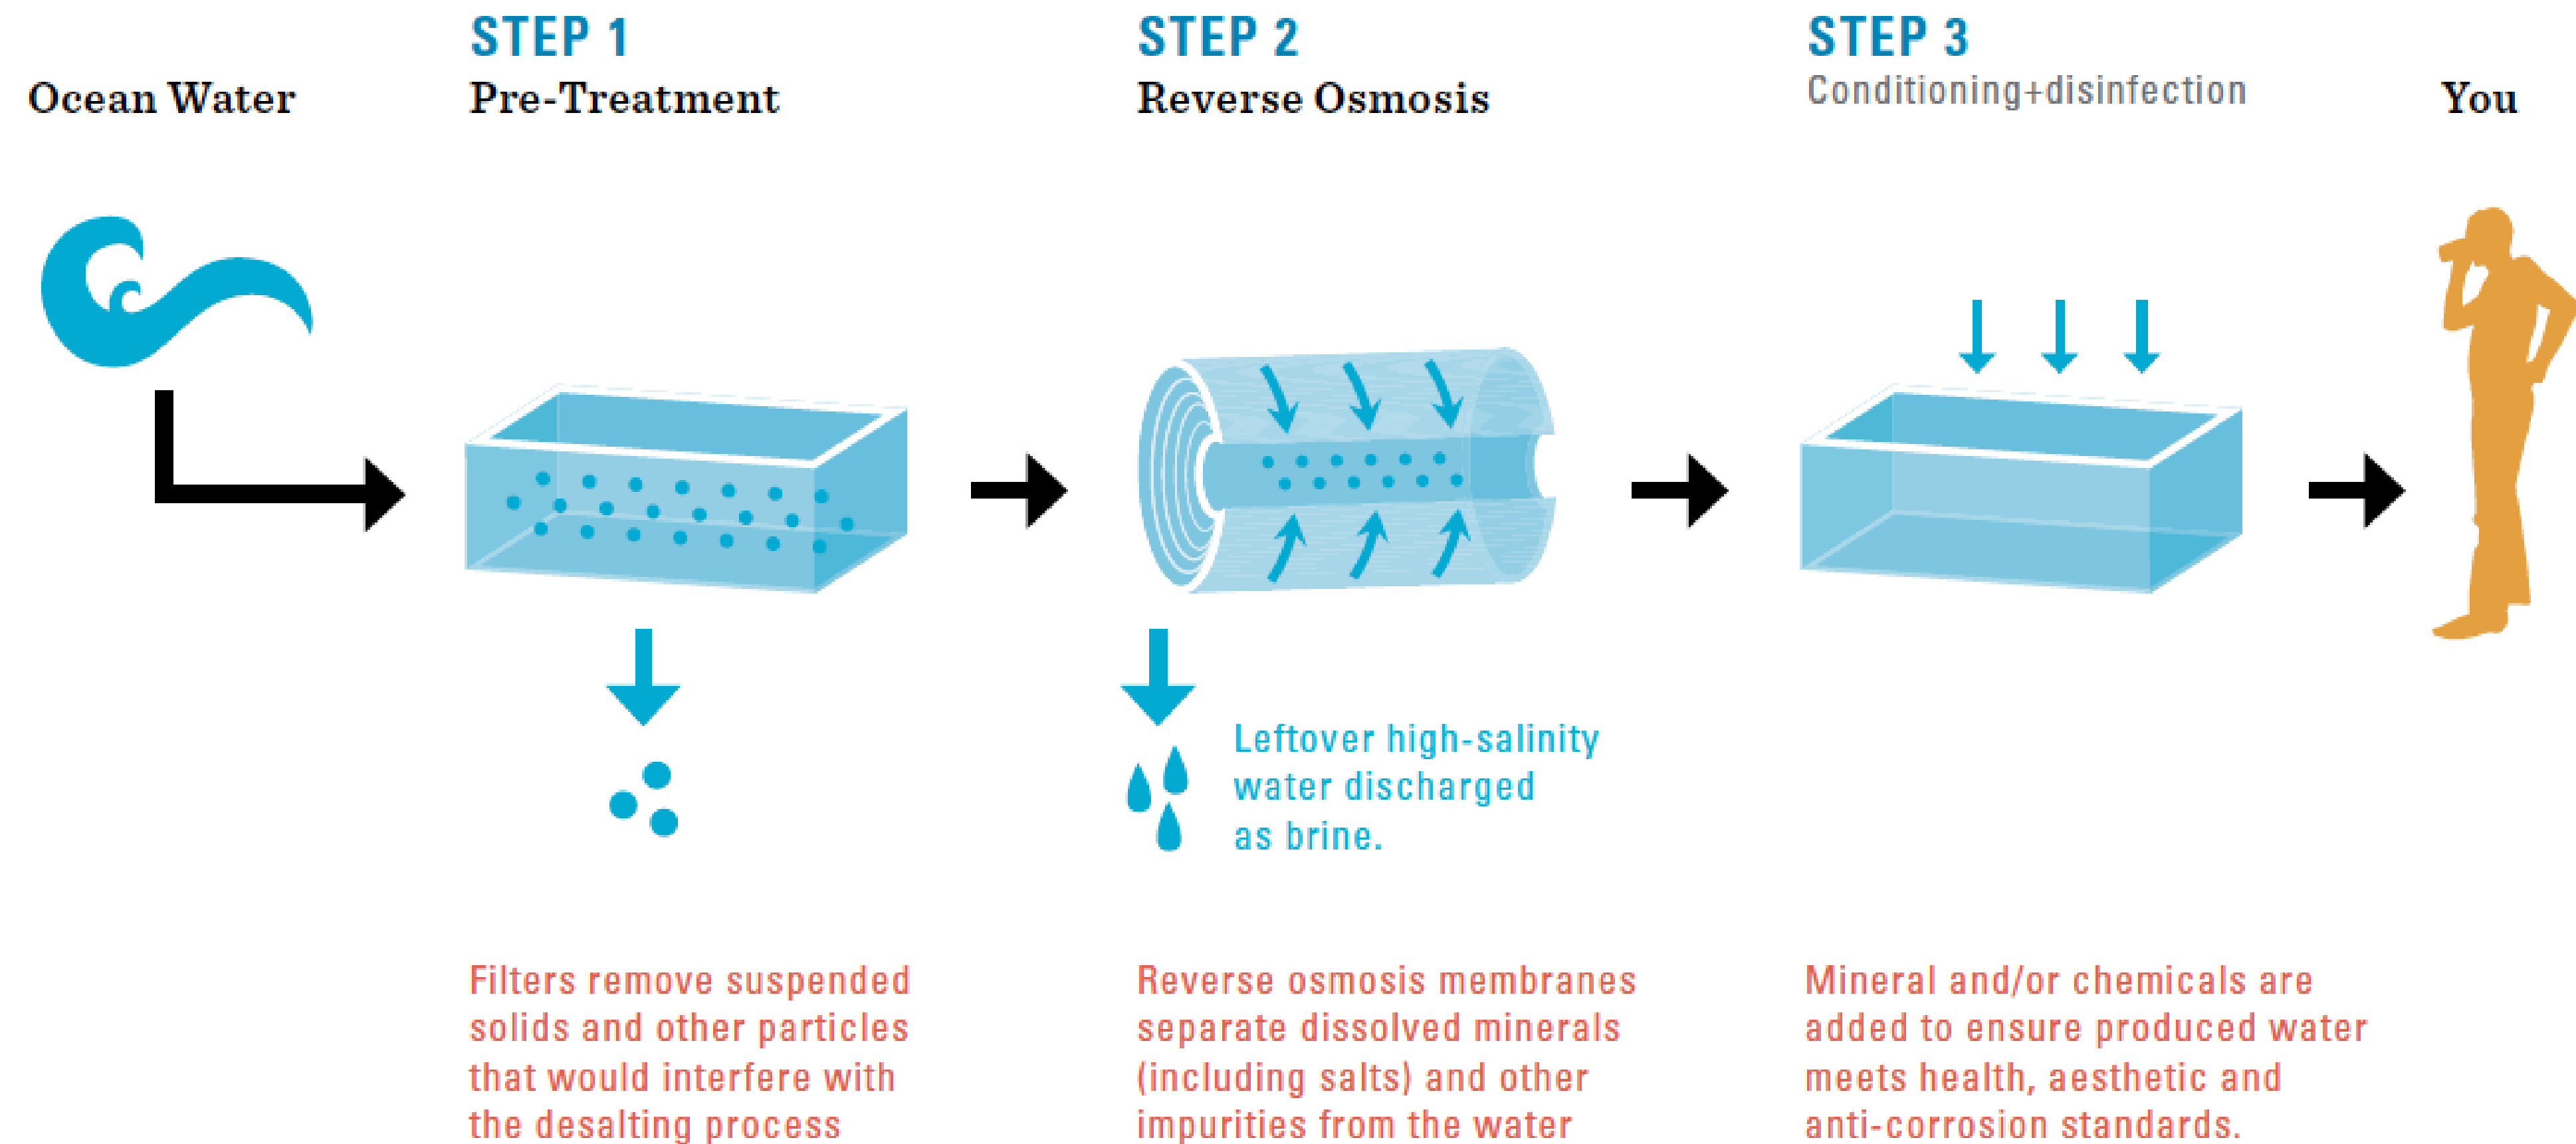 Ocean Water
STEP 1
Pre-Treatment
STEP 2
Reverse Osmosis
STEP 3
Conditioning+disinfection
You
Leftover high-salinity
water discharged
as brine.
Filters remove suspended
solids and other particles
that would interfere with
the desalting process
Reverse osmosis membranes
separate dissolved minerals
(including salts) and other
impurities from the water
Mineral and/or chemicals are
added to ensure produced water
meets health, aesthetic and
anti-corrosion standards.